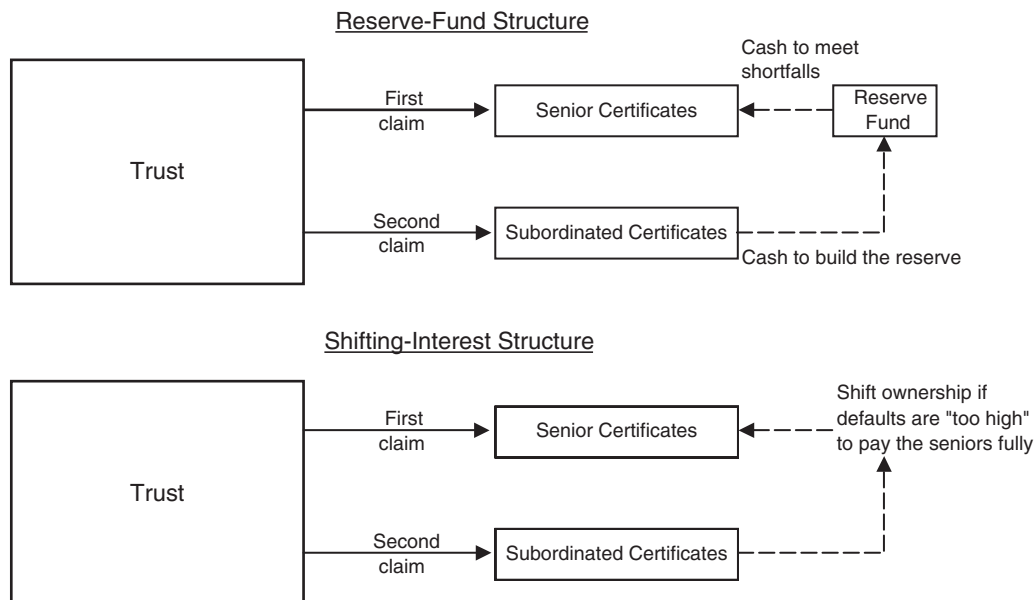 Reserve-Fund Structure
Trust
First
claim
Senior Certificates
Cash to meet
shortfalls
Reserve
Fund
Second
claim
Subordinated Certificates
Cash to build the reserve
Shifting-Interest Structure
Trust
First
claim
Senior Certificates
Shift ownership if
defaults are "too high"
to pay the seniors fully
Second
claim
Subordinated Certificates